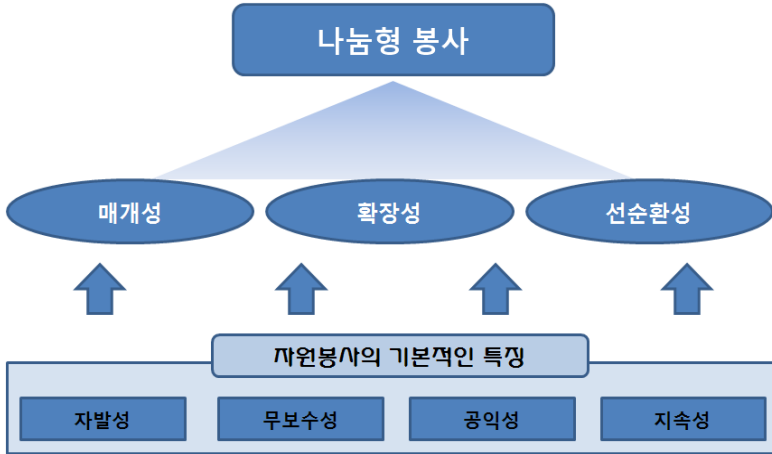 나눔형 봉사
매개성 확장성 선순환성
자원봉사의 기본적인 특징
자발성 무보수성 공익성 지속성